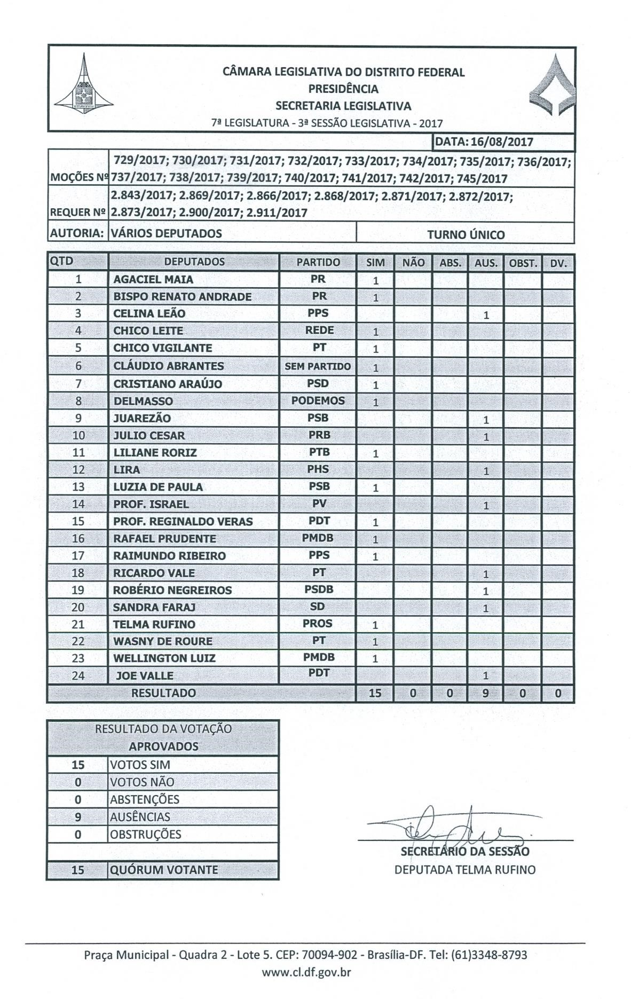 CÂMARA LEGISLATIVA DO DISTRITO FEDERAL
PRESIDÊNCIA
SECRETARIA LEGISLATIVA
7ª LEGISLATURA - 3ª SESSÃO LEGISLATIVA - 2017
DATA: 16/08/2017
729/2017; 730/2017; 731/2017; 732/2017; 733/2017; 734/2017; 735/2017; 736/2017;
MOÇÕES Nº 737/2017; 738/2017; 739/2017; 740/2017; 741/2017; 742/2017; 745/2017
2.843/2017; 2.869/2017; 2.866/2017; 2.868/2017; 2.871/2017; 2.872/2017;
REQUER Nº 2.873/2017; 2.900/2017; 2.911/2017
AUTORIA: VÁRIOS DEPUTADOS TURNO ÚNICO
QTD DEPUTADOS PARTIDO SIM NÃO ABS. AUS. OBST. DV.
1 AGACIEL MAIA PR 1
2 BISPO RENATO ANDRADE PR 1
3 CELINA LEÃO PPS 1
4 CHICO LEITE REDE 1
5 CHICO VIGILANTE PT 1
6 CLÁUDIO ABRANTES SEM PARTIDO 1
7 CRISTIANO ARAÚJO PSD 1
8 DELMASSO PODEMOS 1
9 JUAREZÃO PSB 1
10 JULIO CESAR PRB 1
11 LILIANE RORIZ PTB 1
12 LIRA PHS 1
13 LUZIA DE PAULA PSB 1
14 PROF. ISRAEL PV 1
15 PROF. REGINALDO VERAS PDT 1
16 RAFAEL PRUDENTE PMDB 1
17 RAIMUNDO RIBEIRO PPS 1
18 RICARDO VALE PT 1
19 ROBÉRIO NEGREIROS PSDB 1
20 SANDRA FARAJ SD 1
21 TELMA RUFINO PROS 1
22 WASNY DE ROURE PT 1
23 WELLINGTON LUIZ PMDB 1
24 JOE VALLE PDT 1
RESULTADO 15 0 0 9 0 0
RESULTADO DA VOTAÇÃO
APROVADOS
15 VOTOS SIM
0 VOTOS NÃO
0 ABSTENÇÕES
9 AUSÊNCIAS
0 OBSTRUÇÕES
15 QUÓRUM VOTANTE
SECRETÁRIO DA SESSÃO
DEPUTADA TELMA RUFINO
Praça Municipal - Quadra 2 - Lote 5. CEP: 70094-902 - Brasília-DF. Tel: (61)3348-8793
www.cl.df.gov.br